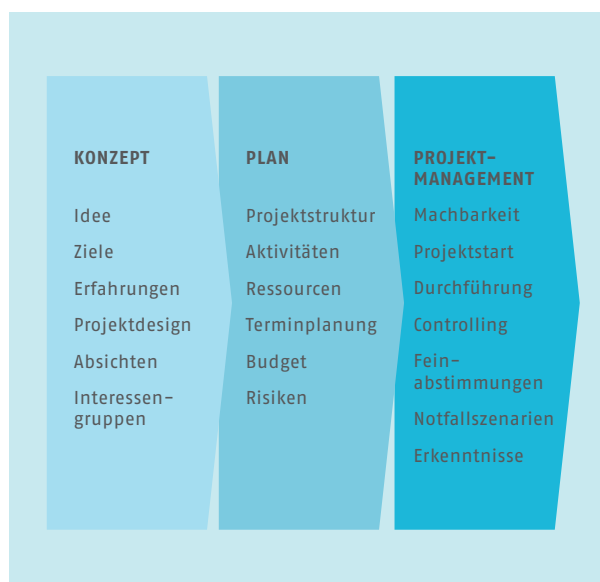 KONZEPT
Idee
Ziele
Erfahrungen
Projektdesign
Absichten
Interessen-
gruppen
PLAN
Projektstruktur
Aktivitäten
Ressourcen
Terminplanung
Budget
Risiken
PROJEKT-
MANAGEMENT
Machbarkeit
Projektstart
Durchführung
Controlling
Fein-
abstimmungen
Notfallszenarien
Erkenntnisse